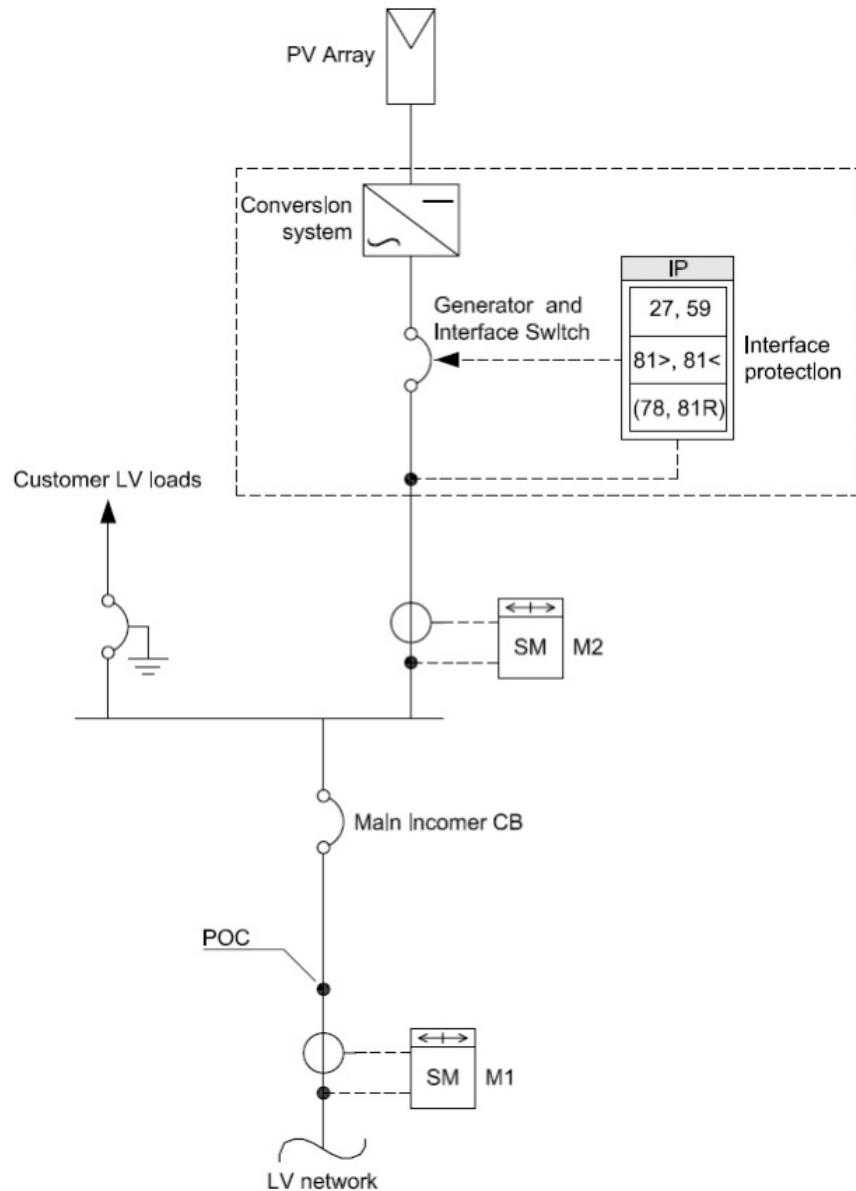 PV Array
Conversion
system
IP
27, 59
81>, 81<
(78, 81R)
Generator and
Interface Switch
Interface
protection
Customer LV loads
SM
M2
Main Incomer CB
POC
SM
M1
LV network